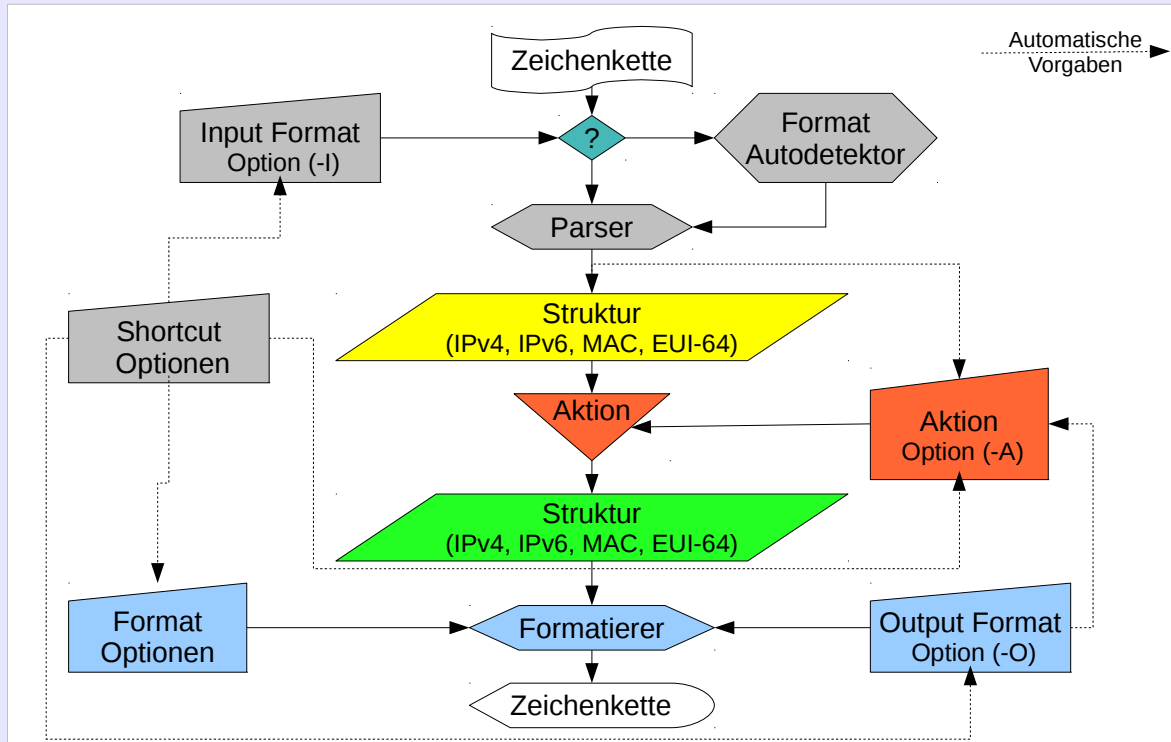 Zeichenkette
Automatische
Vorgaben
Input Format
Option (-I)
?
Format
Autodetektor
Parser
Struktur
(IPv4, IPv6, MAC, EUI-64)
Shortcut
Optionen
Aktion
Aktion
Option (-A)
Struktur
(IPv4, IPv6, MAC, EUI-64)
Format
Optionen
Formatierer
Output Format
Option (-O)
Zeichenkette